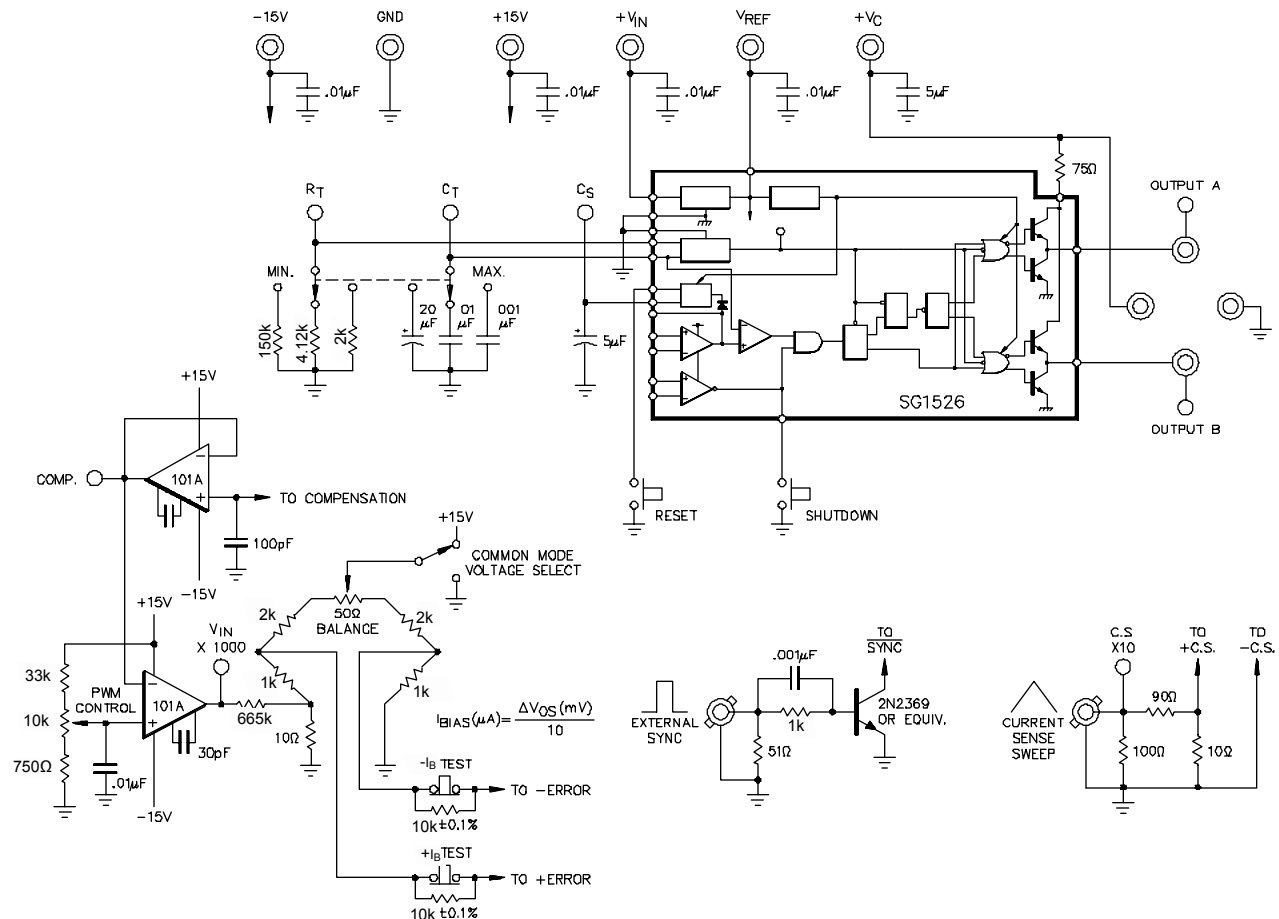 -15V GND +15V +VIN VREF +VC
.01µF .01µF .01µF .01µF 5µF
75Ω
RT CT CS
OUTPUT A
MIN. MAX.
20 µF .01 µF .001 µF
150k 4.12k 2k
5µF
SG1526
OUTPUT B
+15V
COMP.
101A
- +
TO COMPENSATION
RESET SHUTDOWN
100pF
-15V
+15V
COMMON MODE
VOLTAGE SELECT
+15V
VIN
X 1000
50Ω
BALANCE
2k 2k
33k
PWM
CONTROL
10k
101A
- +
665k
1k 1k
10Ω
IBIAS(µA)= ΔVOS(mV)
10
750Ω
.01µF
30pF
-15V
-IB TEST
TO -ERROR
10k ±0.1%
+IB TEST
TO +ERROR
10k ±0.1%
TO
SYNC
.001µF
EXTERNAL
SYNC
1k
2N2369
OR EQUIV.
51Ω
C.S
X10
TO
+C.S.
TO
-C.S.
90Ω
CURRENT
SENSE
SWEEP
100Ω
10Ω